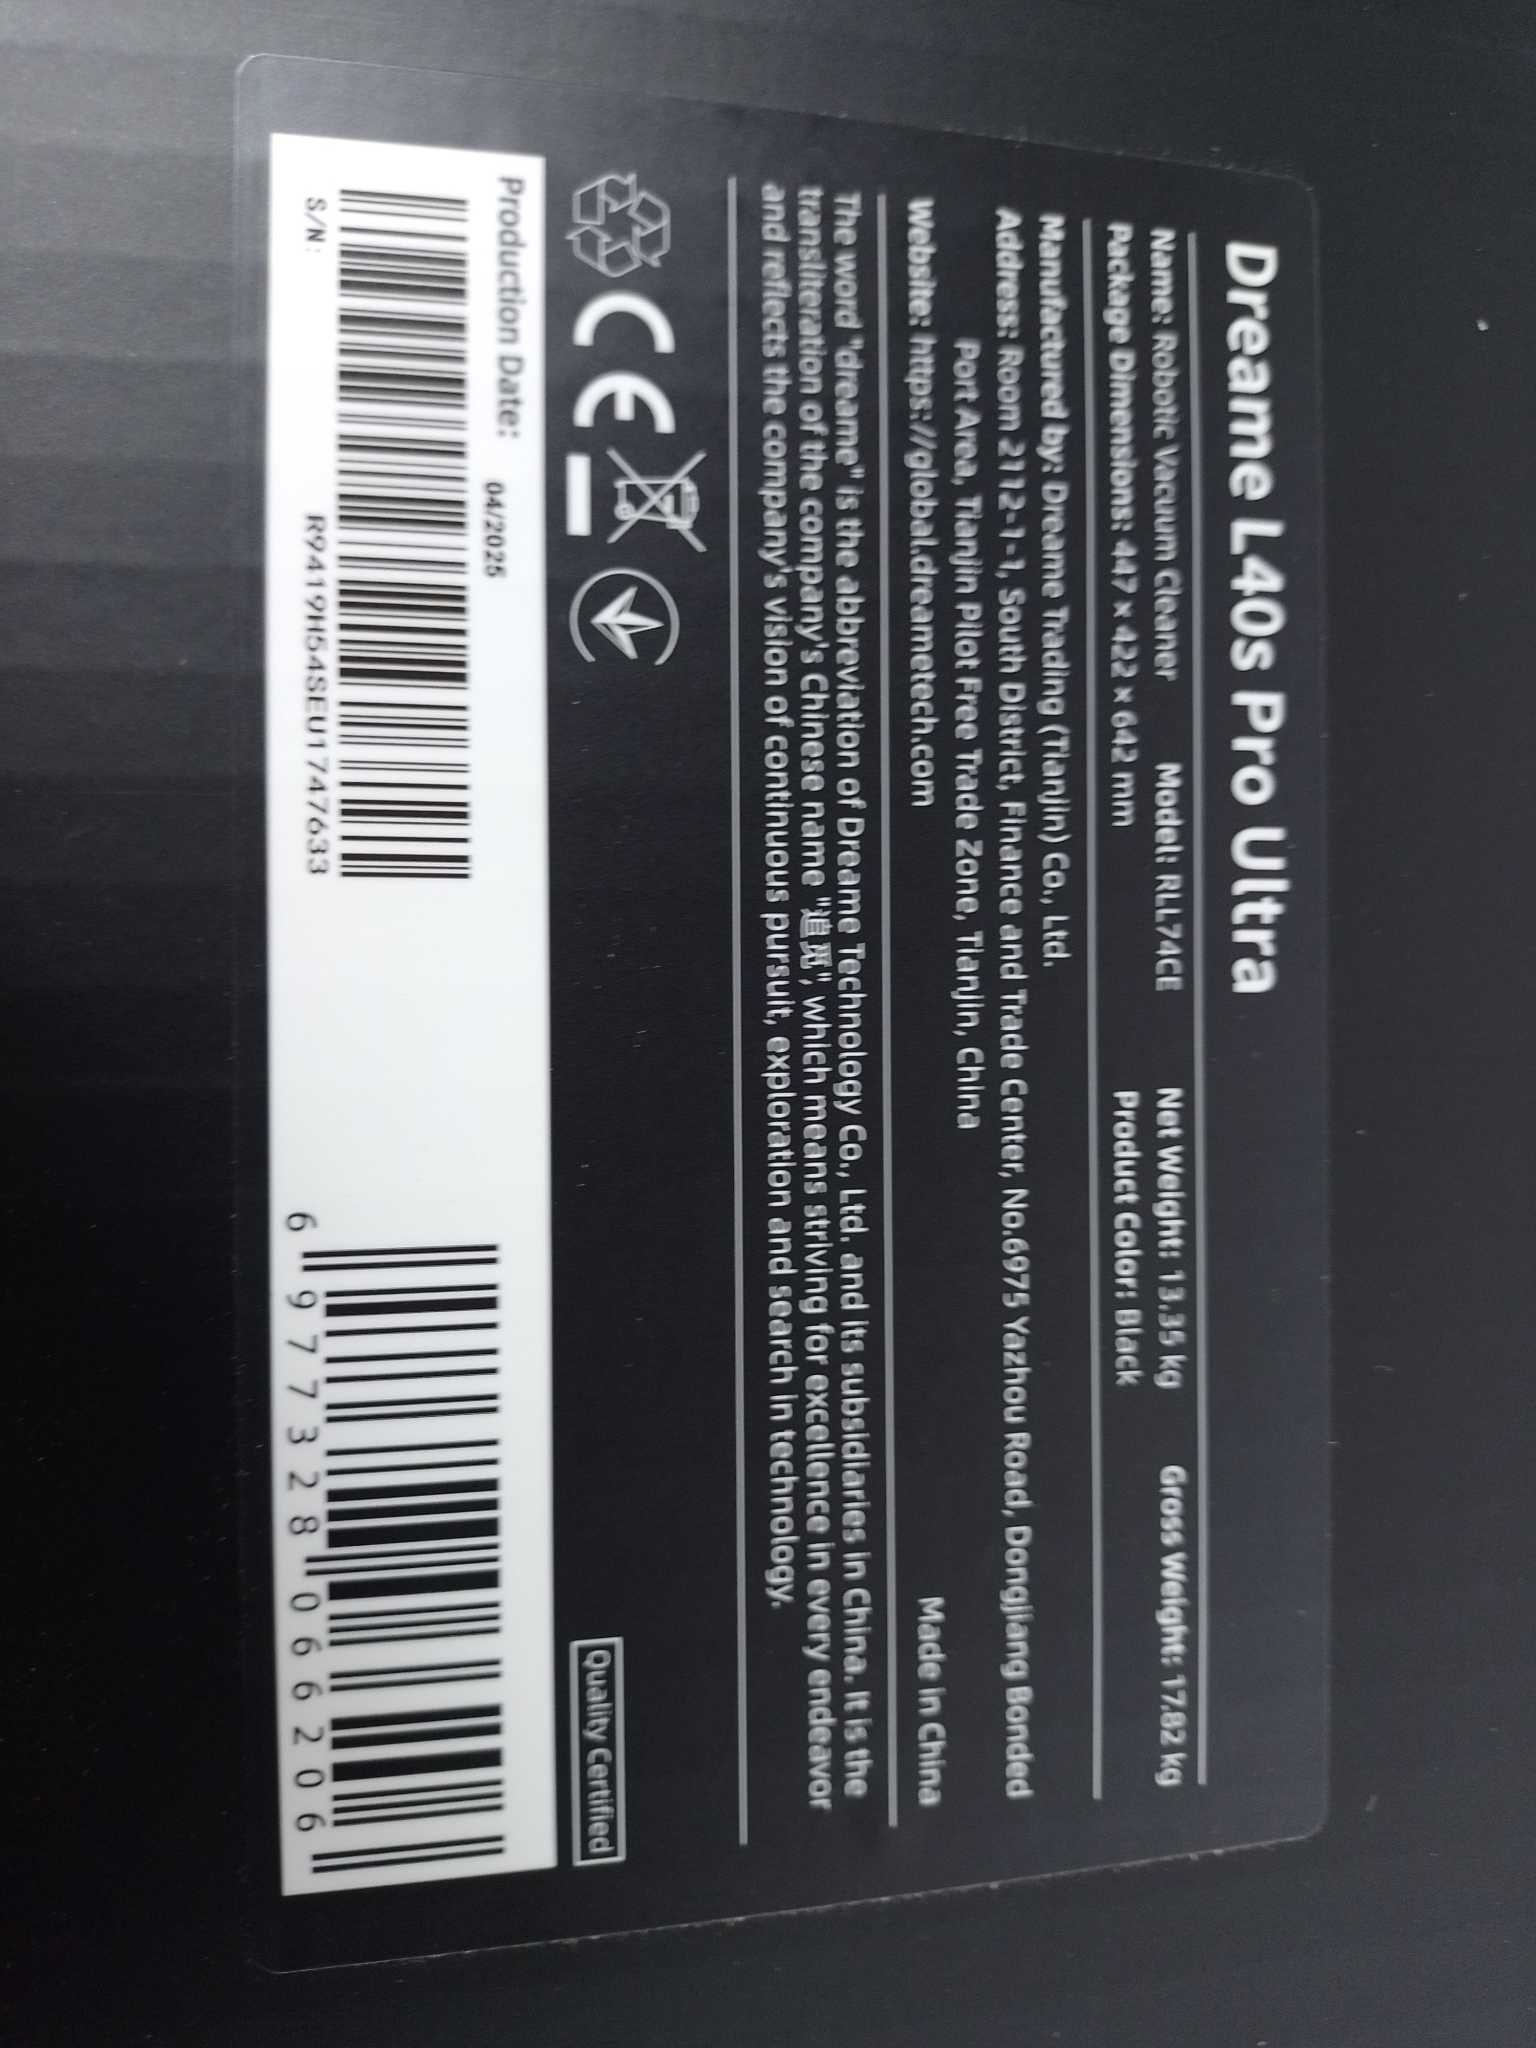 Dreame L40s Pro Ultra
Name: Robotic Vacuum Cleaner Model: RLL74CE Net Weight: 13.35 kg Gross Weight: 17.82 kg
Package Dimensions: 447 × 422 × 642 mm Product Color: Black
Manufactured by: Dreame Trading (Tianjin) Co., Ltd.
Address: Room 2112-1-1, South District, Finance and Trade Center, No.6975 Yazhou Road, Dongjiang Bonded
Port Area, Tianjin Pilot Free Trade Zone, Tianjin, China
Website: https://global.dreametech.com Made in China
The word "dreame" is the abbreviation of Dreame Technology Co., Ltd. and its subsidiaries in China. It is the
transliteration of the company's Chinese name "追觅", which means striving for excellence in every endeavor
and reflects the company's vision of continuous pursuit, exploration and search in technology.
CE Quality Certified
Production Date: 04/2025
S/N: R9419H54SEU1747633
6 977328 066206